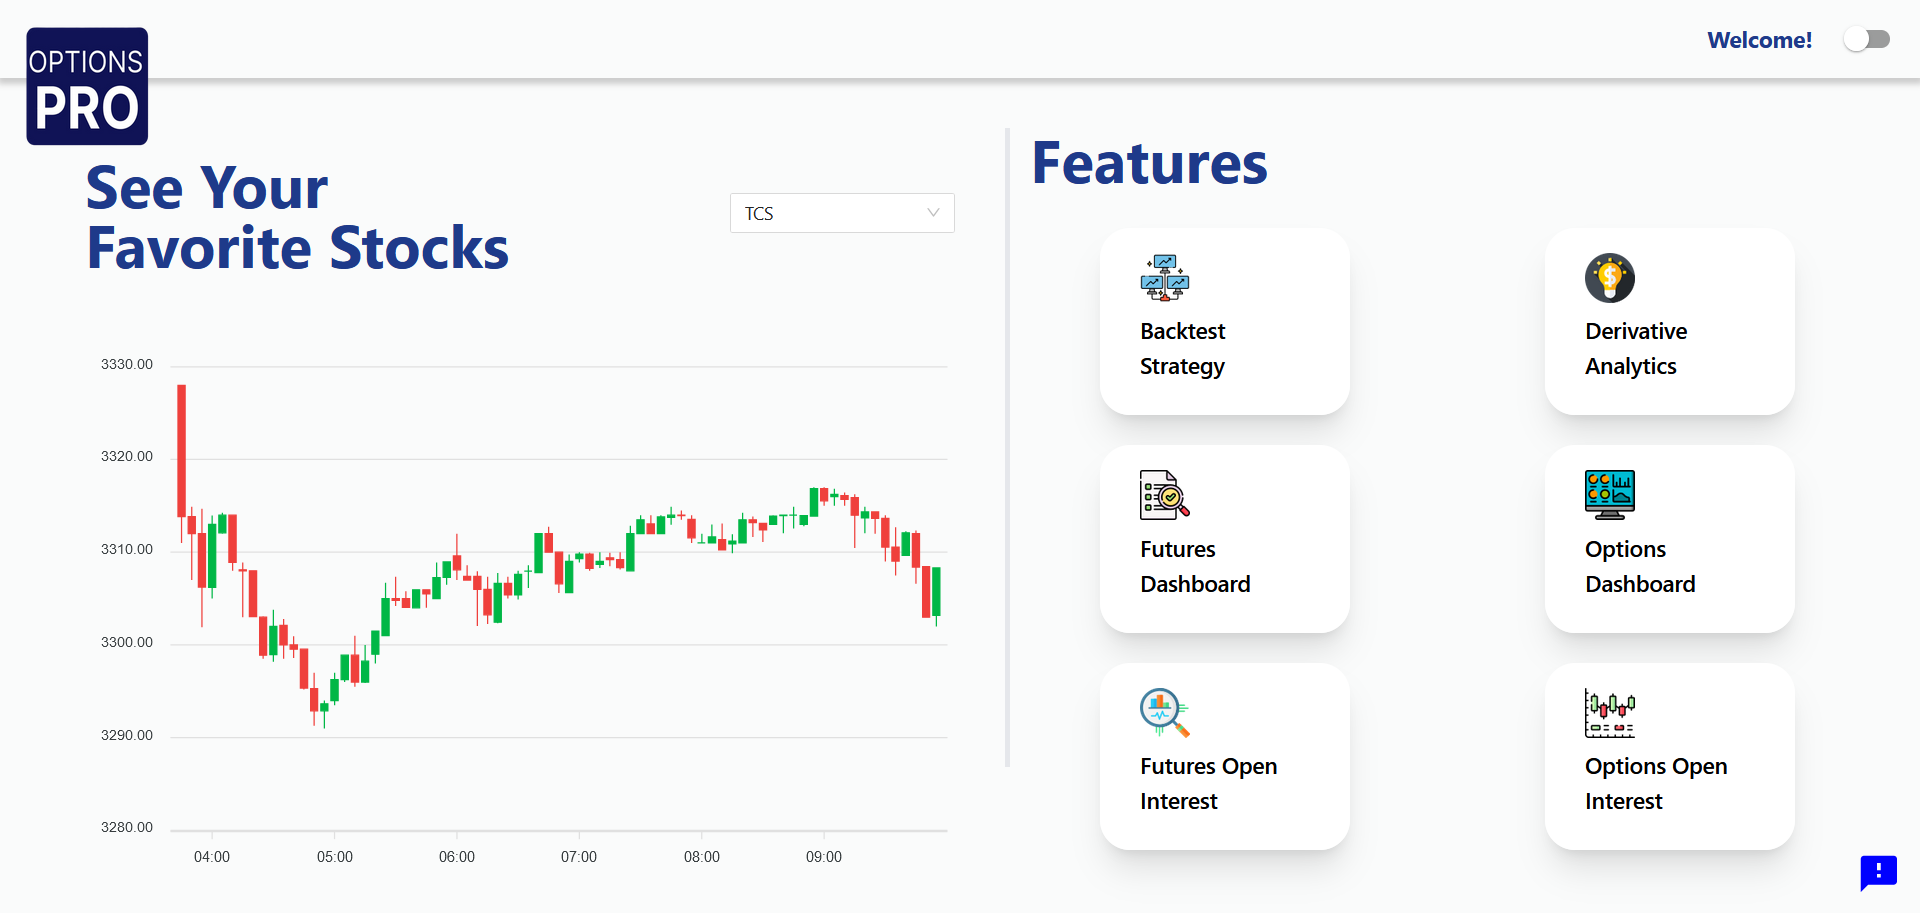 OPTIONS
PRO
Welcome!
See Your
Favorite Stocks
TCS
3330.00
3320.00
3310.00
3300.00
3290.00
3280.00
04:00 05:00 06:00 07:00 08:00 09:00
Features
Backtest
Strategy
Derivative
Analytics
Futures
Dashboard
Options
Dashboard
Futures Open
Interest
Options Open
Interest